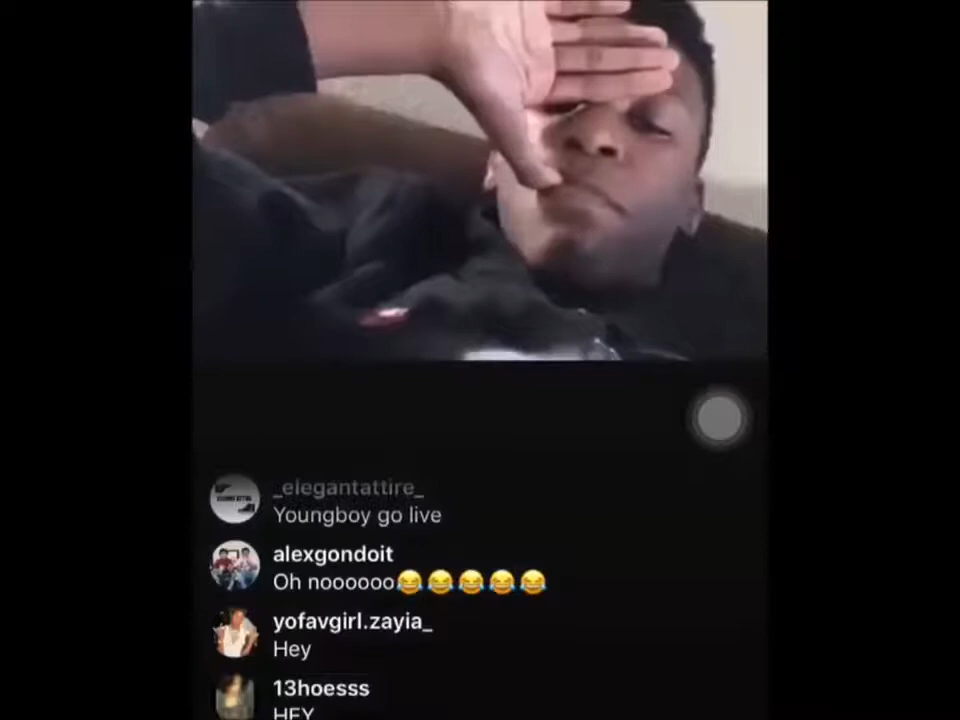 _elegantattire_
Youngboy go live
alexgondoit
Oh noooooo😂😂😂😂😂
yofavgirl.zayia_
Hey
13hoesss
HEY